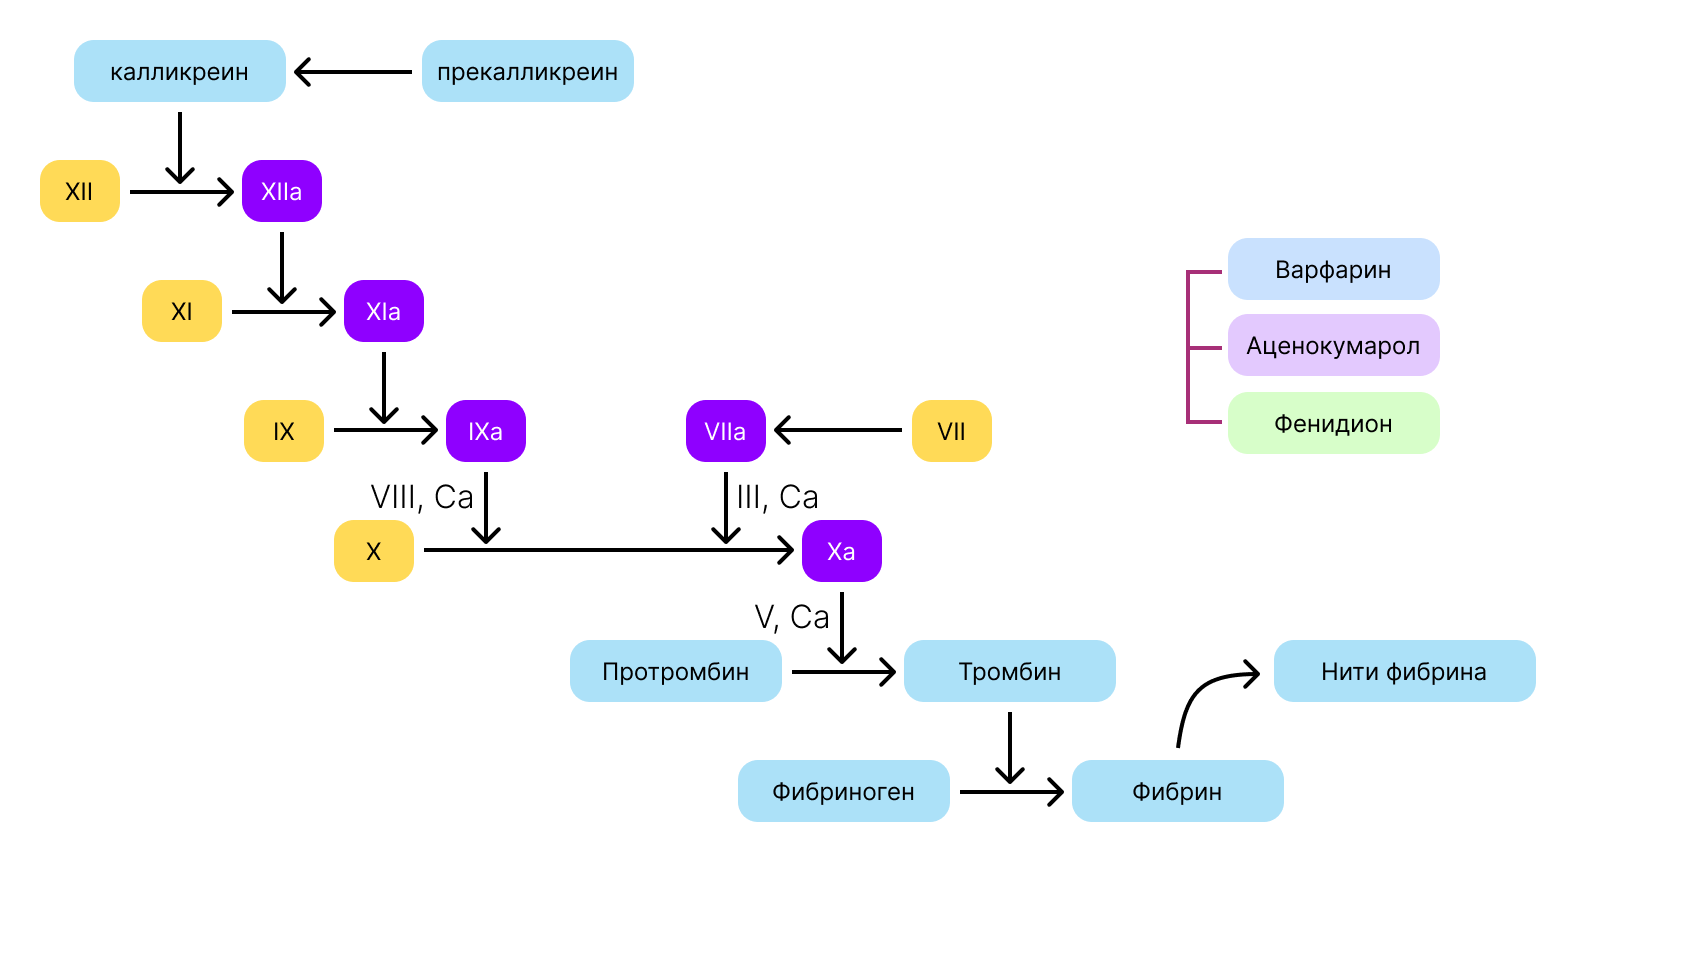 калликреин
прекалликреин
XII
XIIa
XI
XIa
IX
IXa
VIIa
VII
VIII, Ca
III, Ca
X
Xa
V, Ca
Протромбин
Тромбин
Нити фибрина
Фибриноген
Фибрин
Варфарин
Аценокумарол
Фенидион